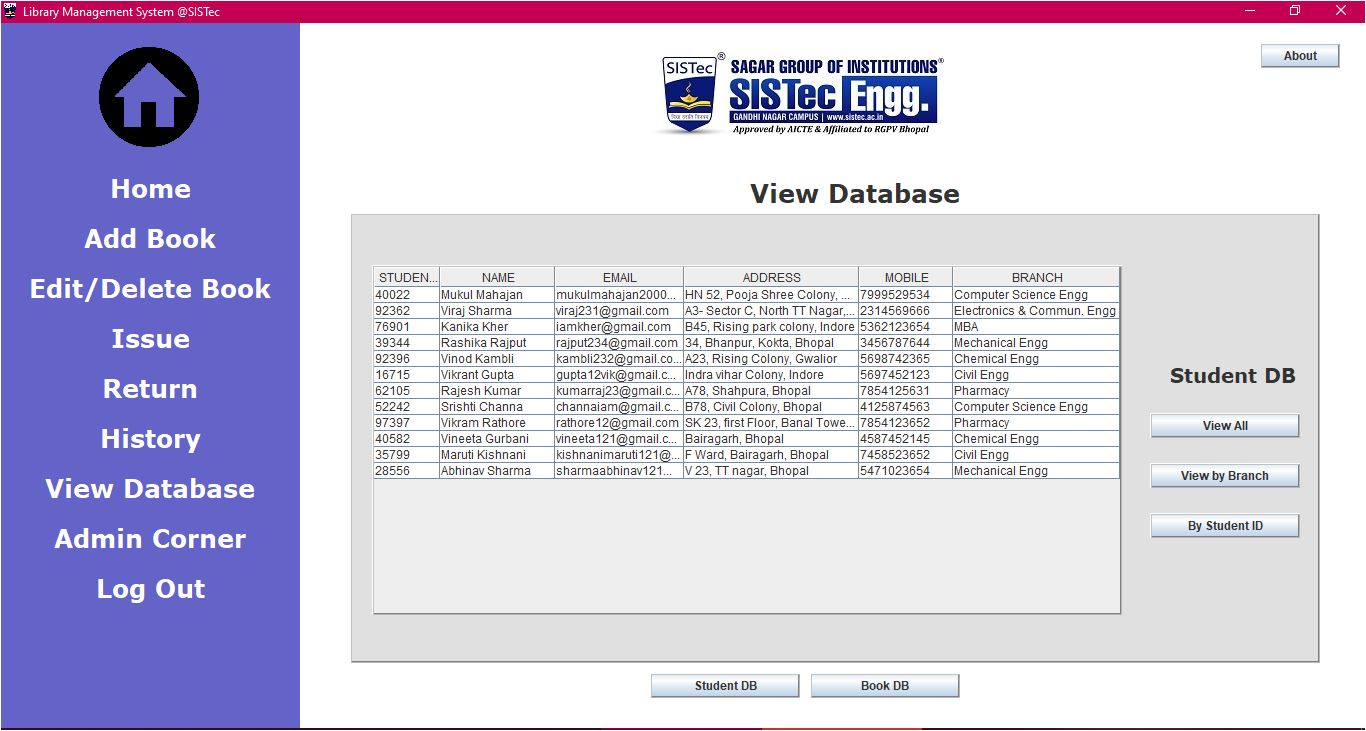 Library Management System @SISTec
About
SISTec®
SAGAR GROUP OF INSTITUTIONS®
SISTec Engg.
GANDHI NAGAR CAMPUS | www.sistec.ac.in
Approved by AICTE & Affiliated to RGPV Bhopal
Home
Add Book
Edit/Delete Book
Issue
Return
History
View Database
Admin Corner
Log Out
View Database
STUDEN... NAME EMAIL ADDRESS MOBILE BRANCH
40022 Mukul Mahajan mukulmahajan2000... HN 52, Pooja Shree Colony, ... 7999529534 Computer Science Engg
92362 Viraj Sharma viraj231@gmail.com A3- Sector C, North TT Nagar,... 2314569666 Electronics & Commun. Engg
76901 Kanika Kher iamkher@gmail.com B45, Rising park colony, Indore 5362123654 MBA
39344 Rashika Rajput rajput234@gmail.com 34, Bhanpur, Kokta, Bhopal 3456787644 Mechanical Engg
92396 Vinod Kambli kambli232@gmail.co... A23, Rising Colony, Gwalior 5698742365 Chemical Engg
16715 Vikrant Gupta gupta12vik@gmail.c... Indra vihar Colony, Indore 5697452123 Civil Engg
62105 Rajesh Kumar kumarraj23@gmail.c... A78, Shahpura, Bhopal 7854125631 Pharmacy
52242 Srishti Channa channaiam@gmail.c... B78, Civil Colony, Bhopal 4125874563 Computer Science Engg
97397 Vikram Rathore rathore12@gmail.com SK 23, first Floor, Banal Towe... 7854123652 Pharmacy
40582 Vineeta Gurbani vineeta121@gmail.c... Bairagarh, Bhopal 4587452145 Chemical Engg
35799 Maruti Kishnani kishnanimaruti121@... F Ward, Bairagarh, Bhopal 7458523652 Civil Engg
28556 Abhinav Sharma sharmaabhinav121... V 23, TT nagar, Bhopal 5471023654 Mechanical Engg
Student DB
View All
View by Branch
By Student ID
Student DB Book DB